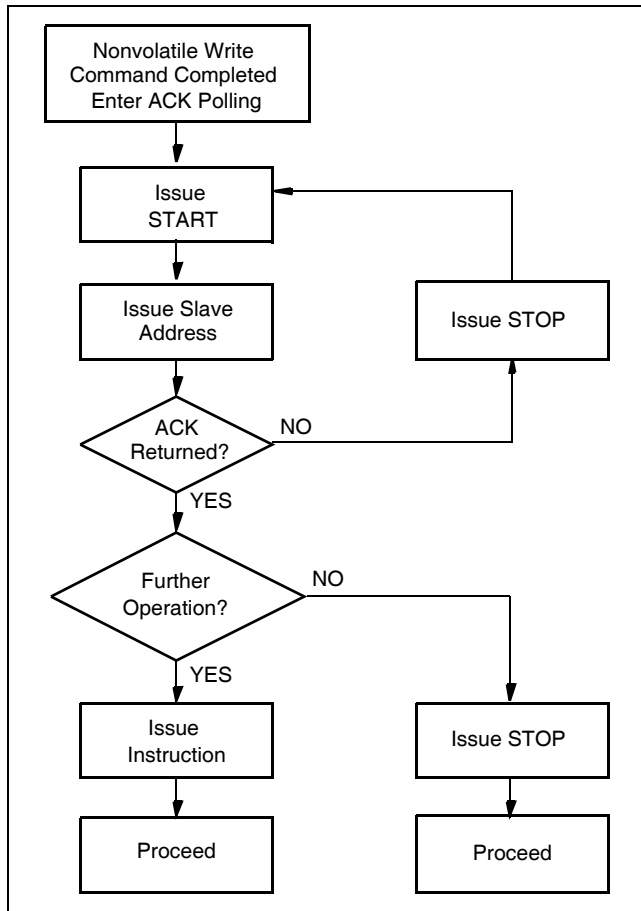 Nonvolatile Write
Command Completed
Enter ACK Polling
Issue
START
Issue Slave
Address
Issue STOP
ACK
Returned?
NO
YES
Further
Operation?
NO
YES
Issue
Instruction
Issue STOP
Proceed
Proceed